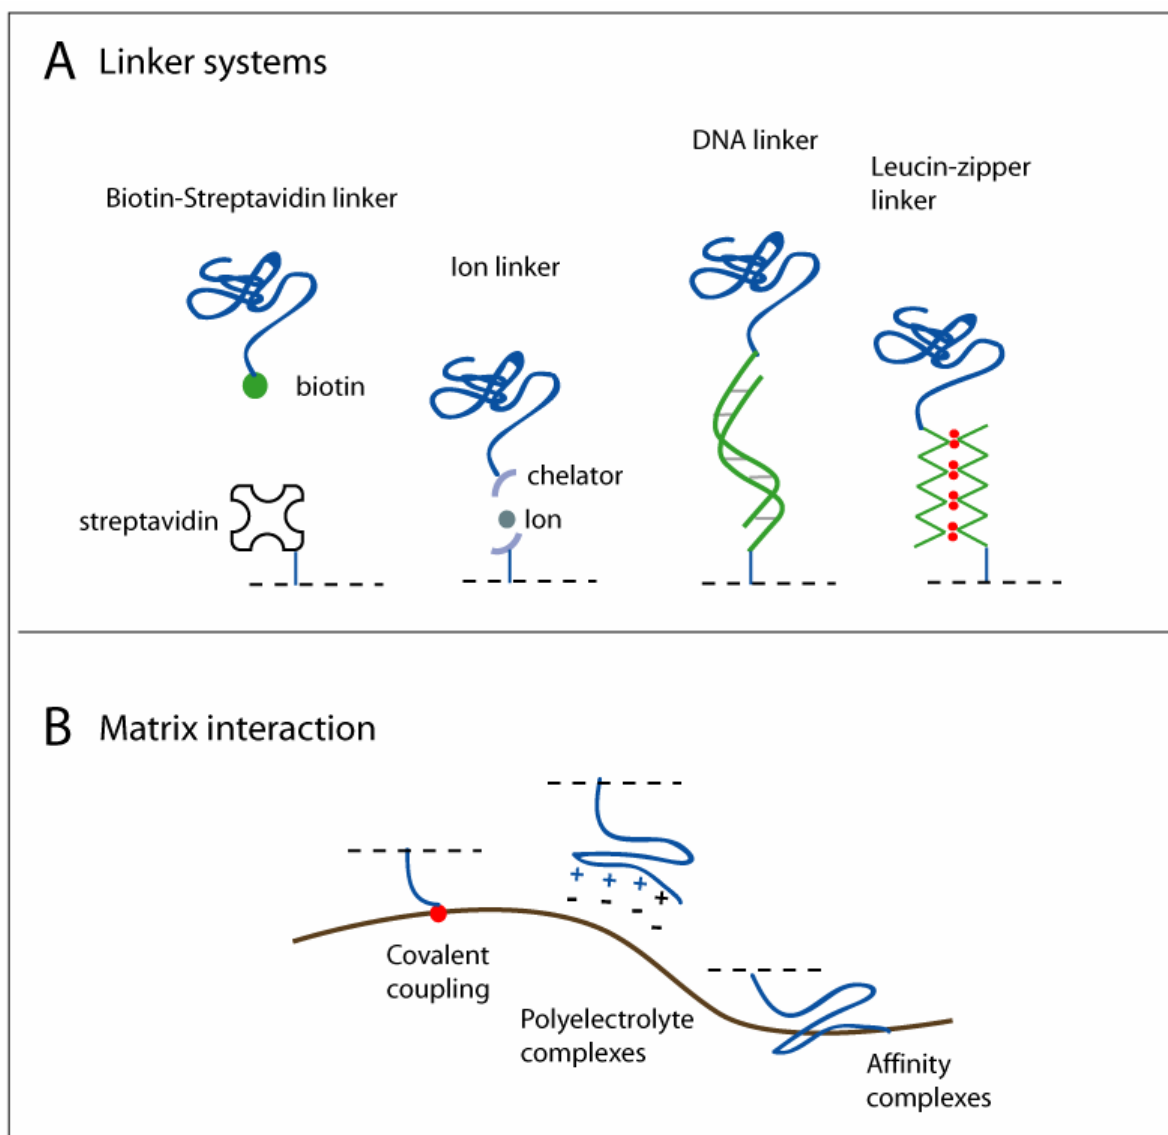 A Linker systems
DNA linker
Leucin-zipper
linker
Biotin-Streptavidin linker
Ion linker
biotin
chelator
streptavidin
Ion
B Matrix interaction
+ + + +
- - - -
Covalent
coupling
Polyelectrolyte
complexes
Affinity
complexes